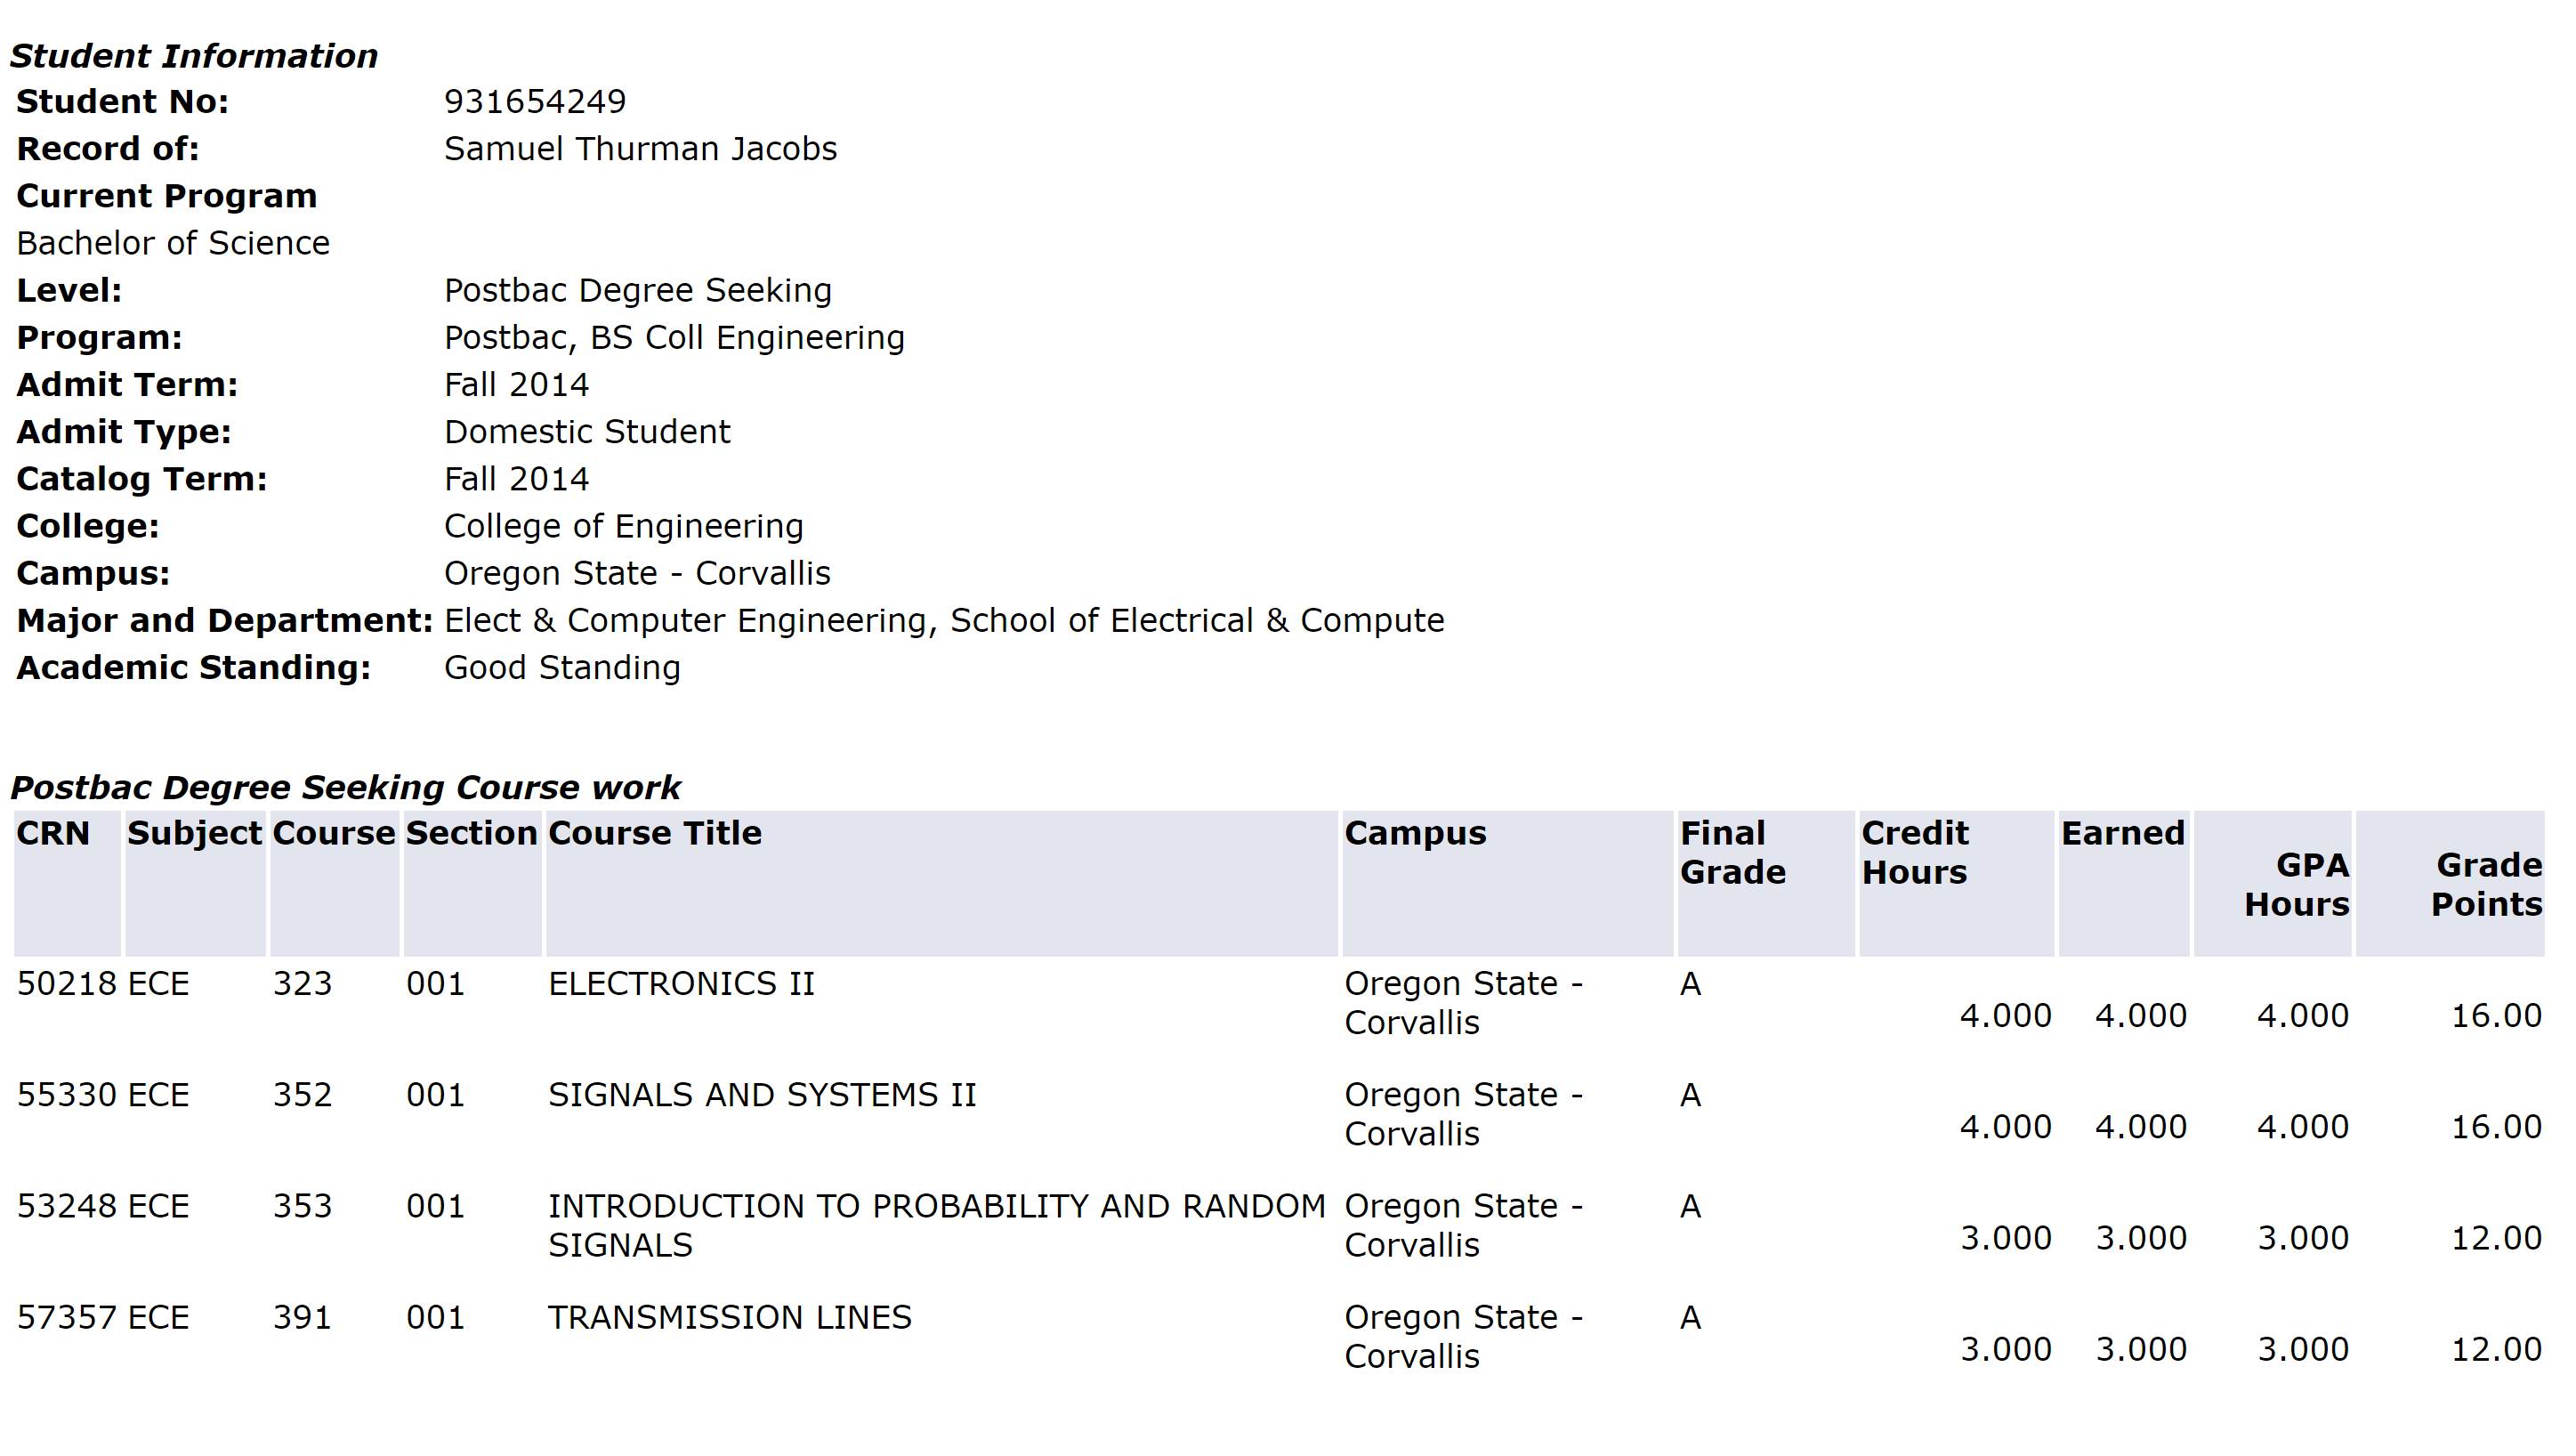 Student Information
Student No: 931654249
Record of: Samuel Thurman Jacobs
Current Program
Bachelor of Science
Level: Postbac Degree Seeking
Program: Postbac, BS Coll Engineering
Admit Term: Fall 2014
Admit Type: Domestic Student
Catalog Term: Fall 2014
College: College of Engineering
Campus: Oregon State - Corvallis
Major and Department: Elect & Computer Engineering, School of Electrical & Compute
Academic Standing: Good Standing
Postbac Degree Seeking Course work
CRN Subject Course Section Course Title Campus Final Grade Credit Hours Earned GPA Hours Grade Points
50218 ECE 323 001 ELECTRONICS II Oregon State - Corvallis A 4.000 4.000 4.000 16.00
55330 ECE 352 001 SIGNALS AND SYSTEMS II Oregon State - Corvallis A 4.000 4.000 4.000 16.00
53248 ECE 353 001 INTRODUCTION TO PROBABILITY AND RANDOM SIGNALS Oregon State - Corvallis A 3.000 3.000 3.000 12.00
57357 ECE 391 001 TRANSMISSION LINES Oregon State - Corvallis A 3.000 3.000 3.000 12.00